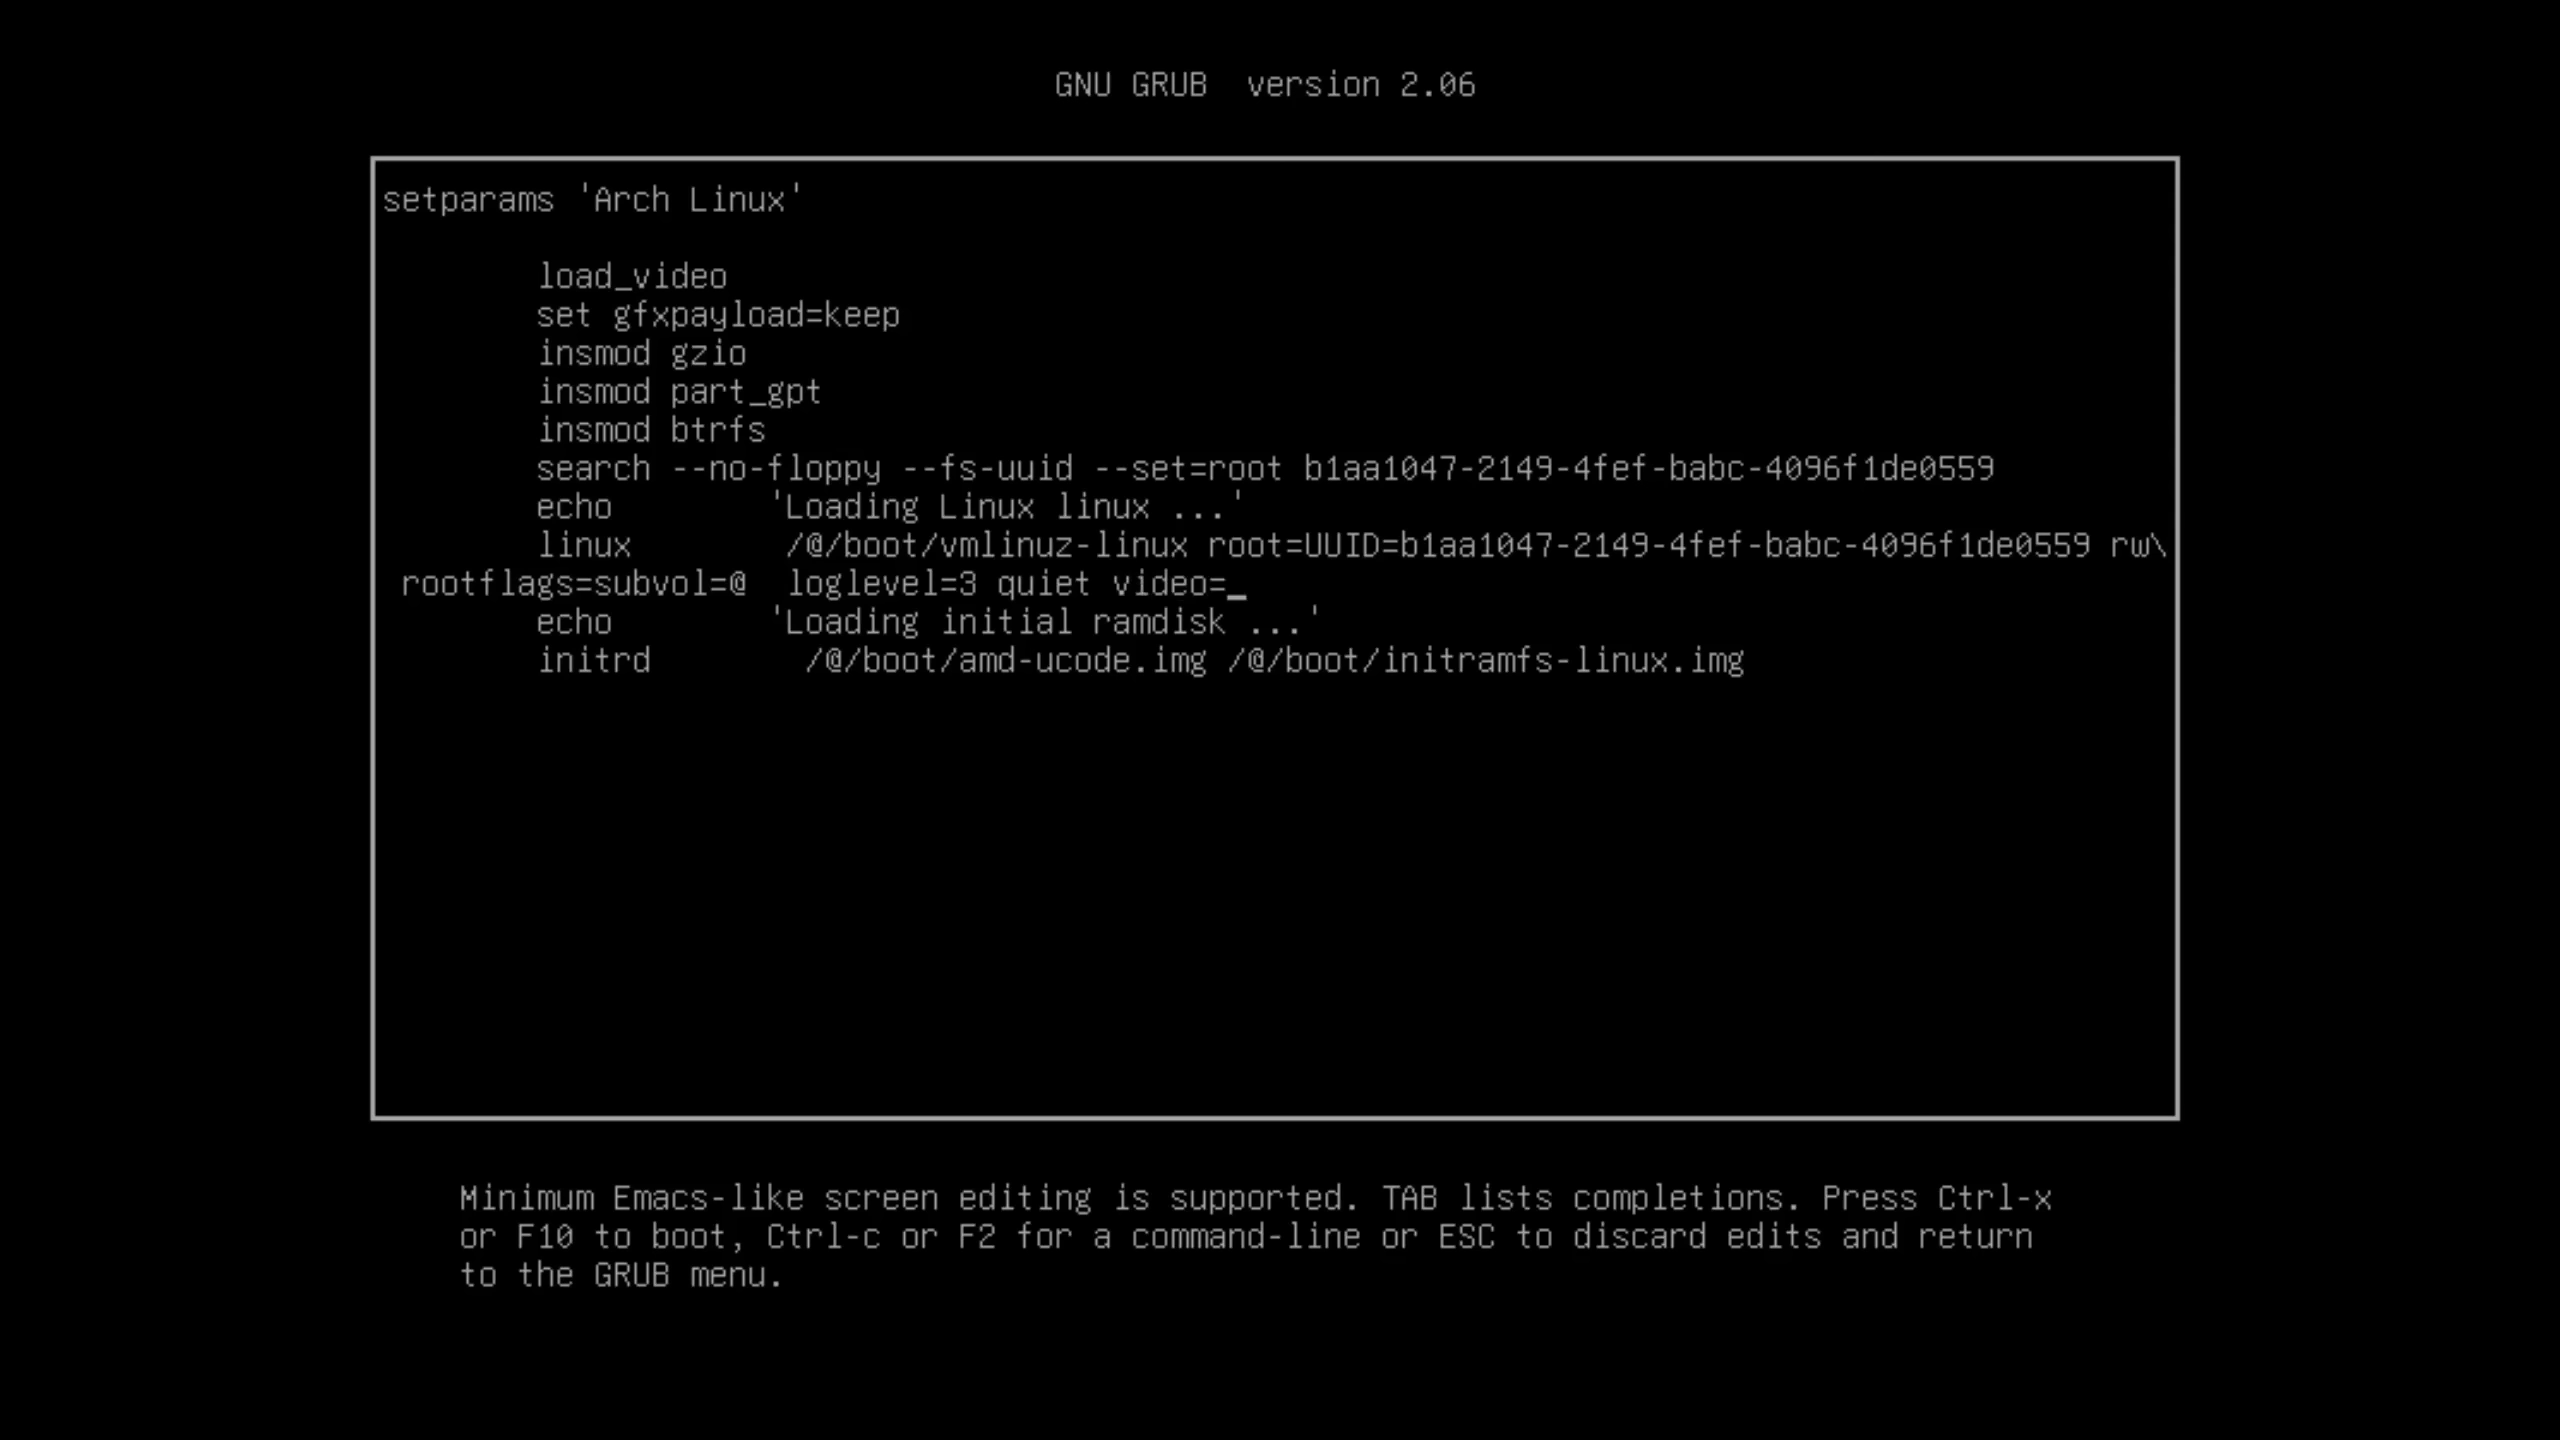 GNU GRUB  version 2.06
setparams 'Arch Linux'
load_video
set gfxpayload=keep
insmod gzio
insmod part_gpt
insmod btrfs
search --no-floppy --fs-uuid --set=root b1aa1047-2149-4fef-babc-4096f1de0559
echo 'Loading Linux linux ...'
linux /@/boot/vmlinuz-linux root=UUID=b1aa1047-2149-4fef-babc-4096f1de0559 rw\
rootflags=subvol=@  loglevel=3 quiet video=_
echo 'Loading initial ramdisk ...'
initrd /@/boot/amd-ucode.img /@/boot/initramfs-linux.img
Minimum Emacs-like screen editing is supported. TAB lists completions. Press Ctrl-x
or F10 to boot, Ctrl-c or F2 for a command-line or ESC to discard edits and return
to the GRUB menu.